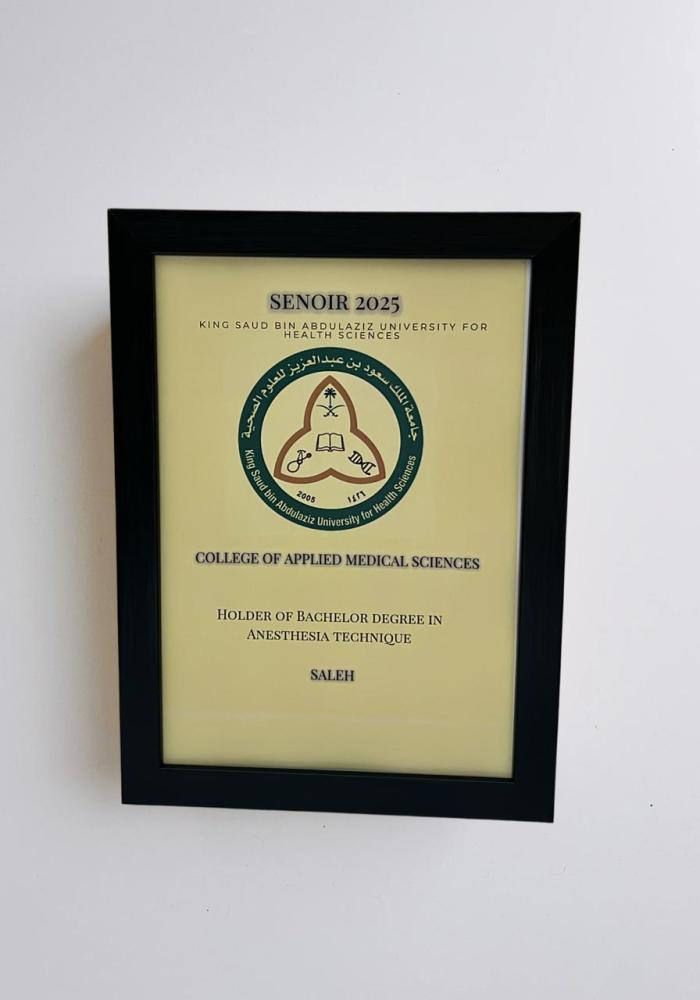 SENOIR 2025
KING SAUD BIN ABDULAZIZ UNIVERSITY FOR
HEALTH SCIENCES
جامعة الملك سعود بن عبدالعزيز للعلوم الصحية
2005 ١٤٢٦
King Saud bin Abdulaziz University for Health Sciences
COLLEGE OF APPLIED MEDICAL SCIENCES
Holder of Bachelor degree in
Anesthesia technique
SALEH